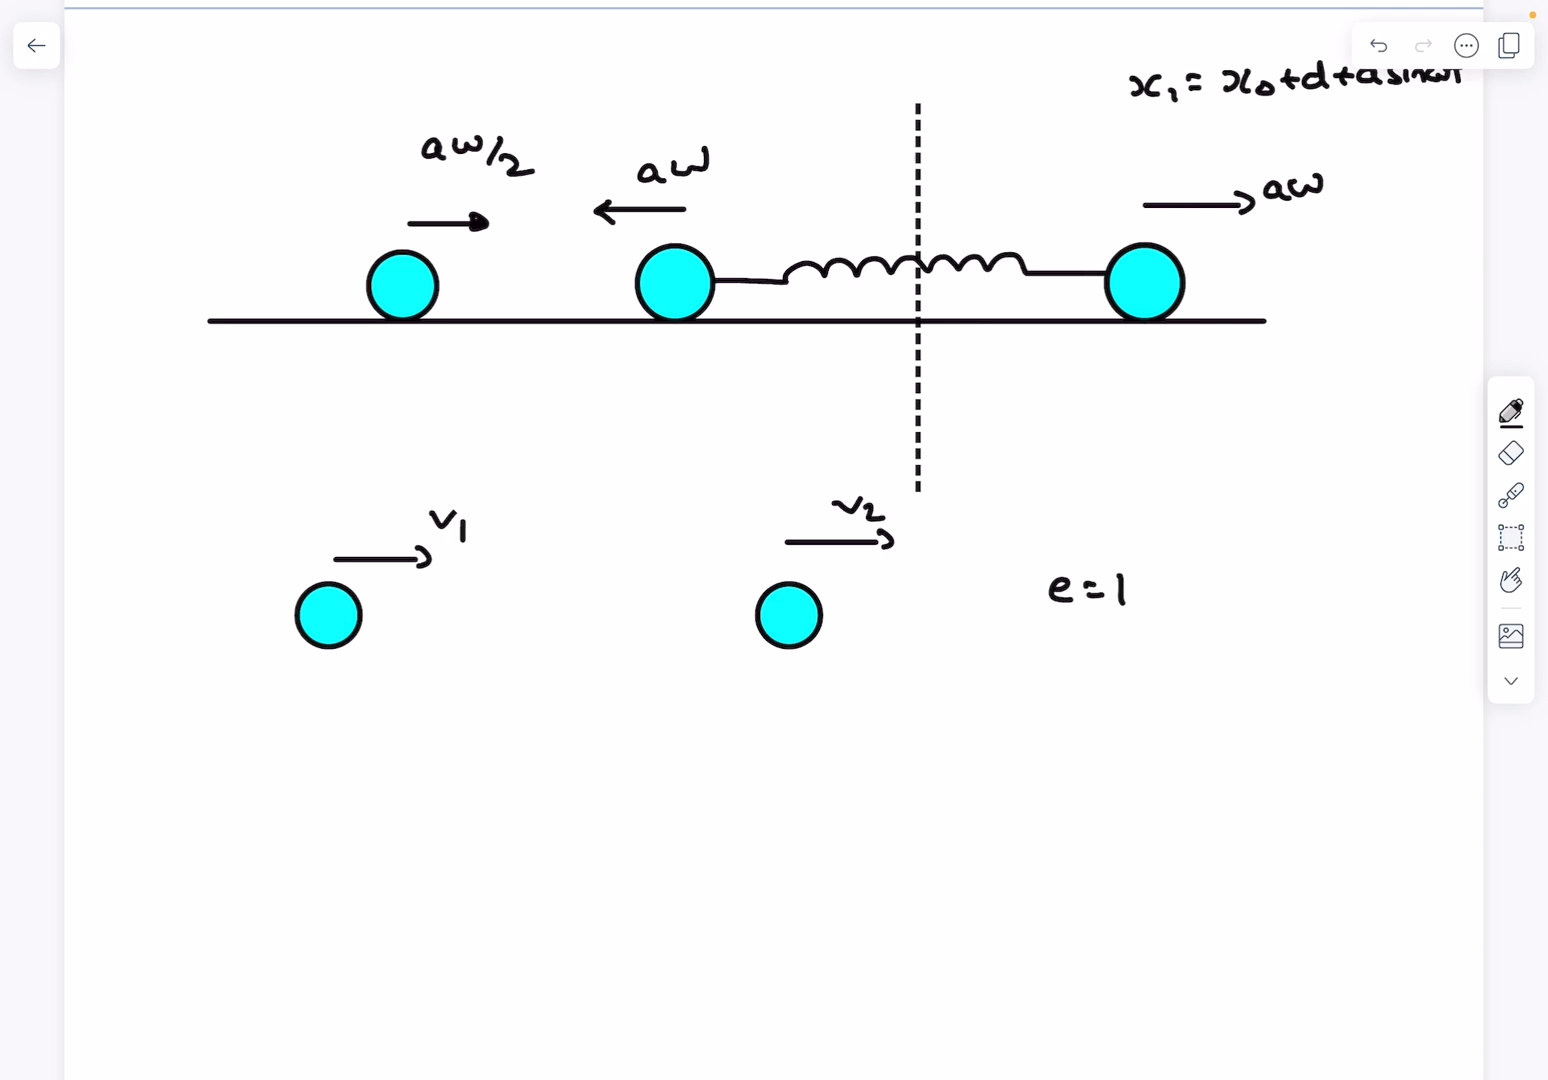 x₁ = x₀ + d + a sinωt
aω/2
aω
aω
v₁
v₂
e = 1